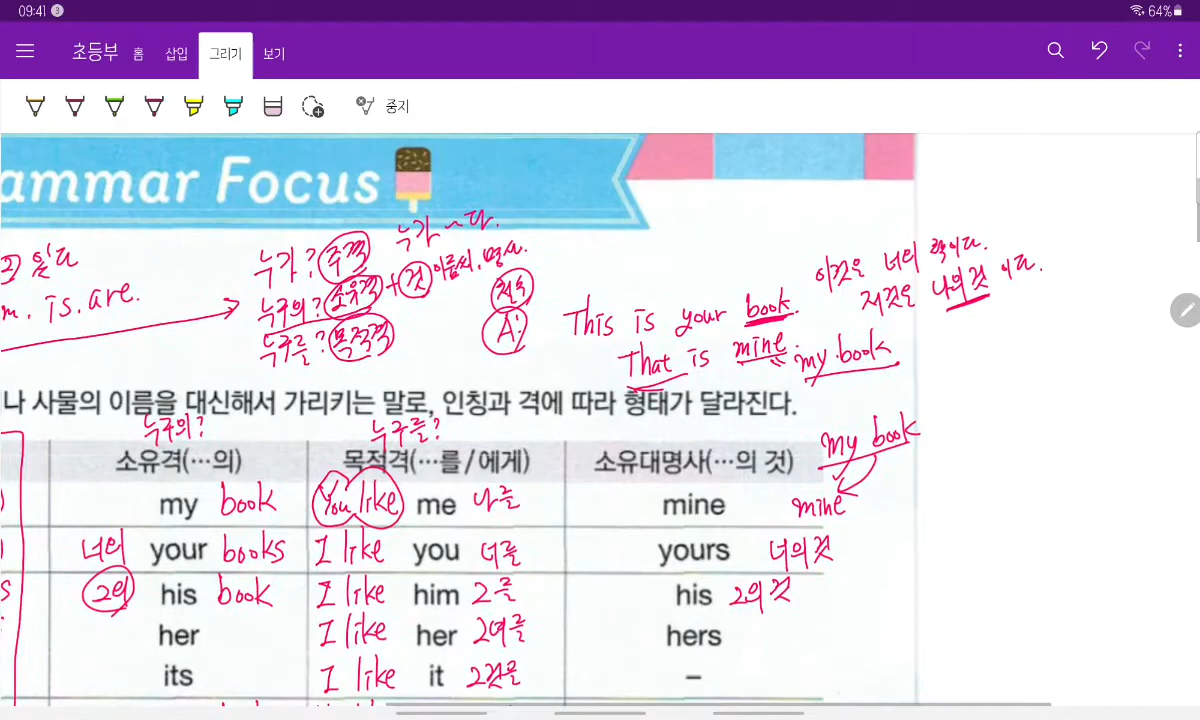 09:41 3 64%
초등부 홈 삽입 그리기 보기
중지
ammar Focus
누가 ~ 다.
누가? 주격
이름씨, 명사.
누구의? 소유격 + 것
누구를? 목적격
m. is. are.
A:
This is your book.
That is mine. my book
이것은 너의 책이다.
저것은 나의 것 이다.
나 사물의 이름을 대신해서 가리키는 말로, 인칭과 격에 따라 형태가 달라진다.
누구의? 누구를?
소유격(…의) 목적격(…를/에게) 소유대명사(…의 것) my book
my book You like me 나를 mine mine
너의 your books I like you 너를 yours 너의 것
그의 his book I like him 그를 his 그의 것
her I like her 그녀를 hers
its I like it 그것을 –